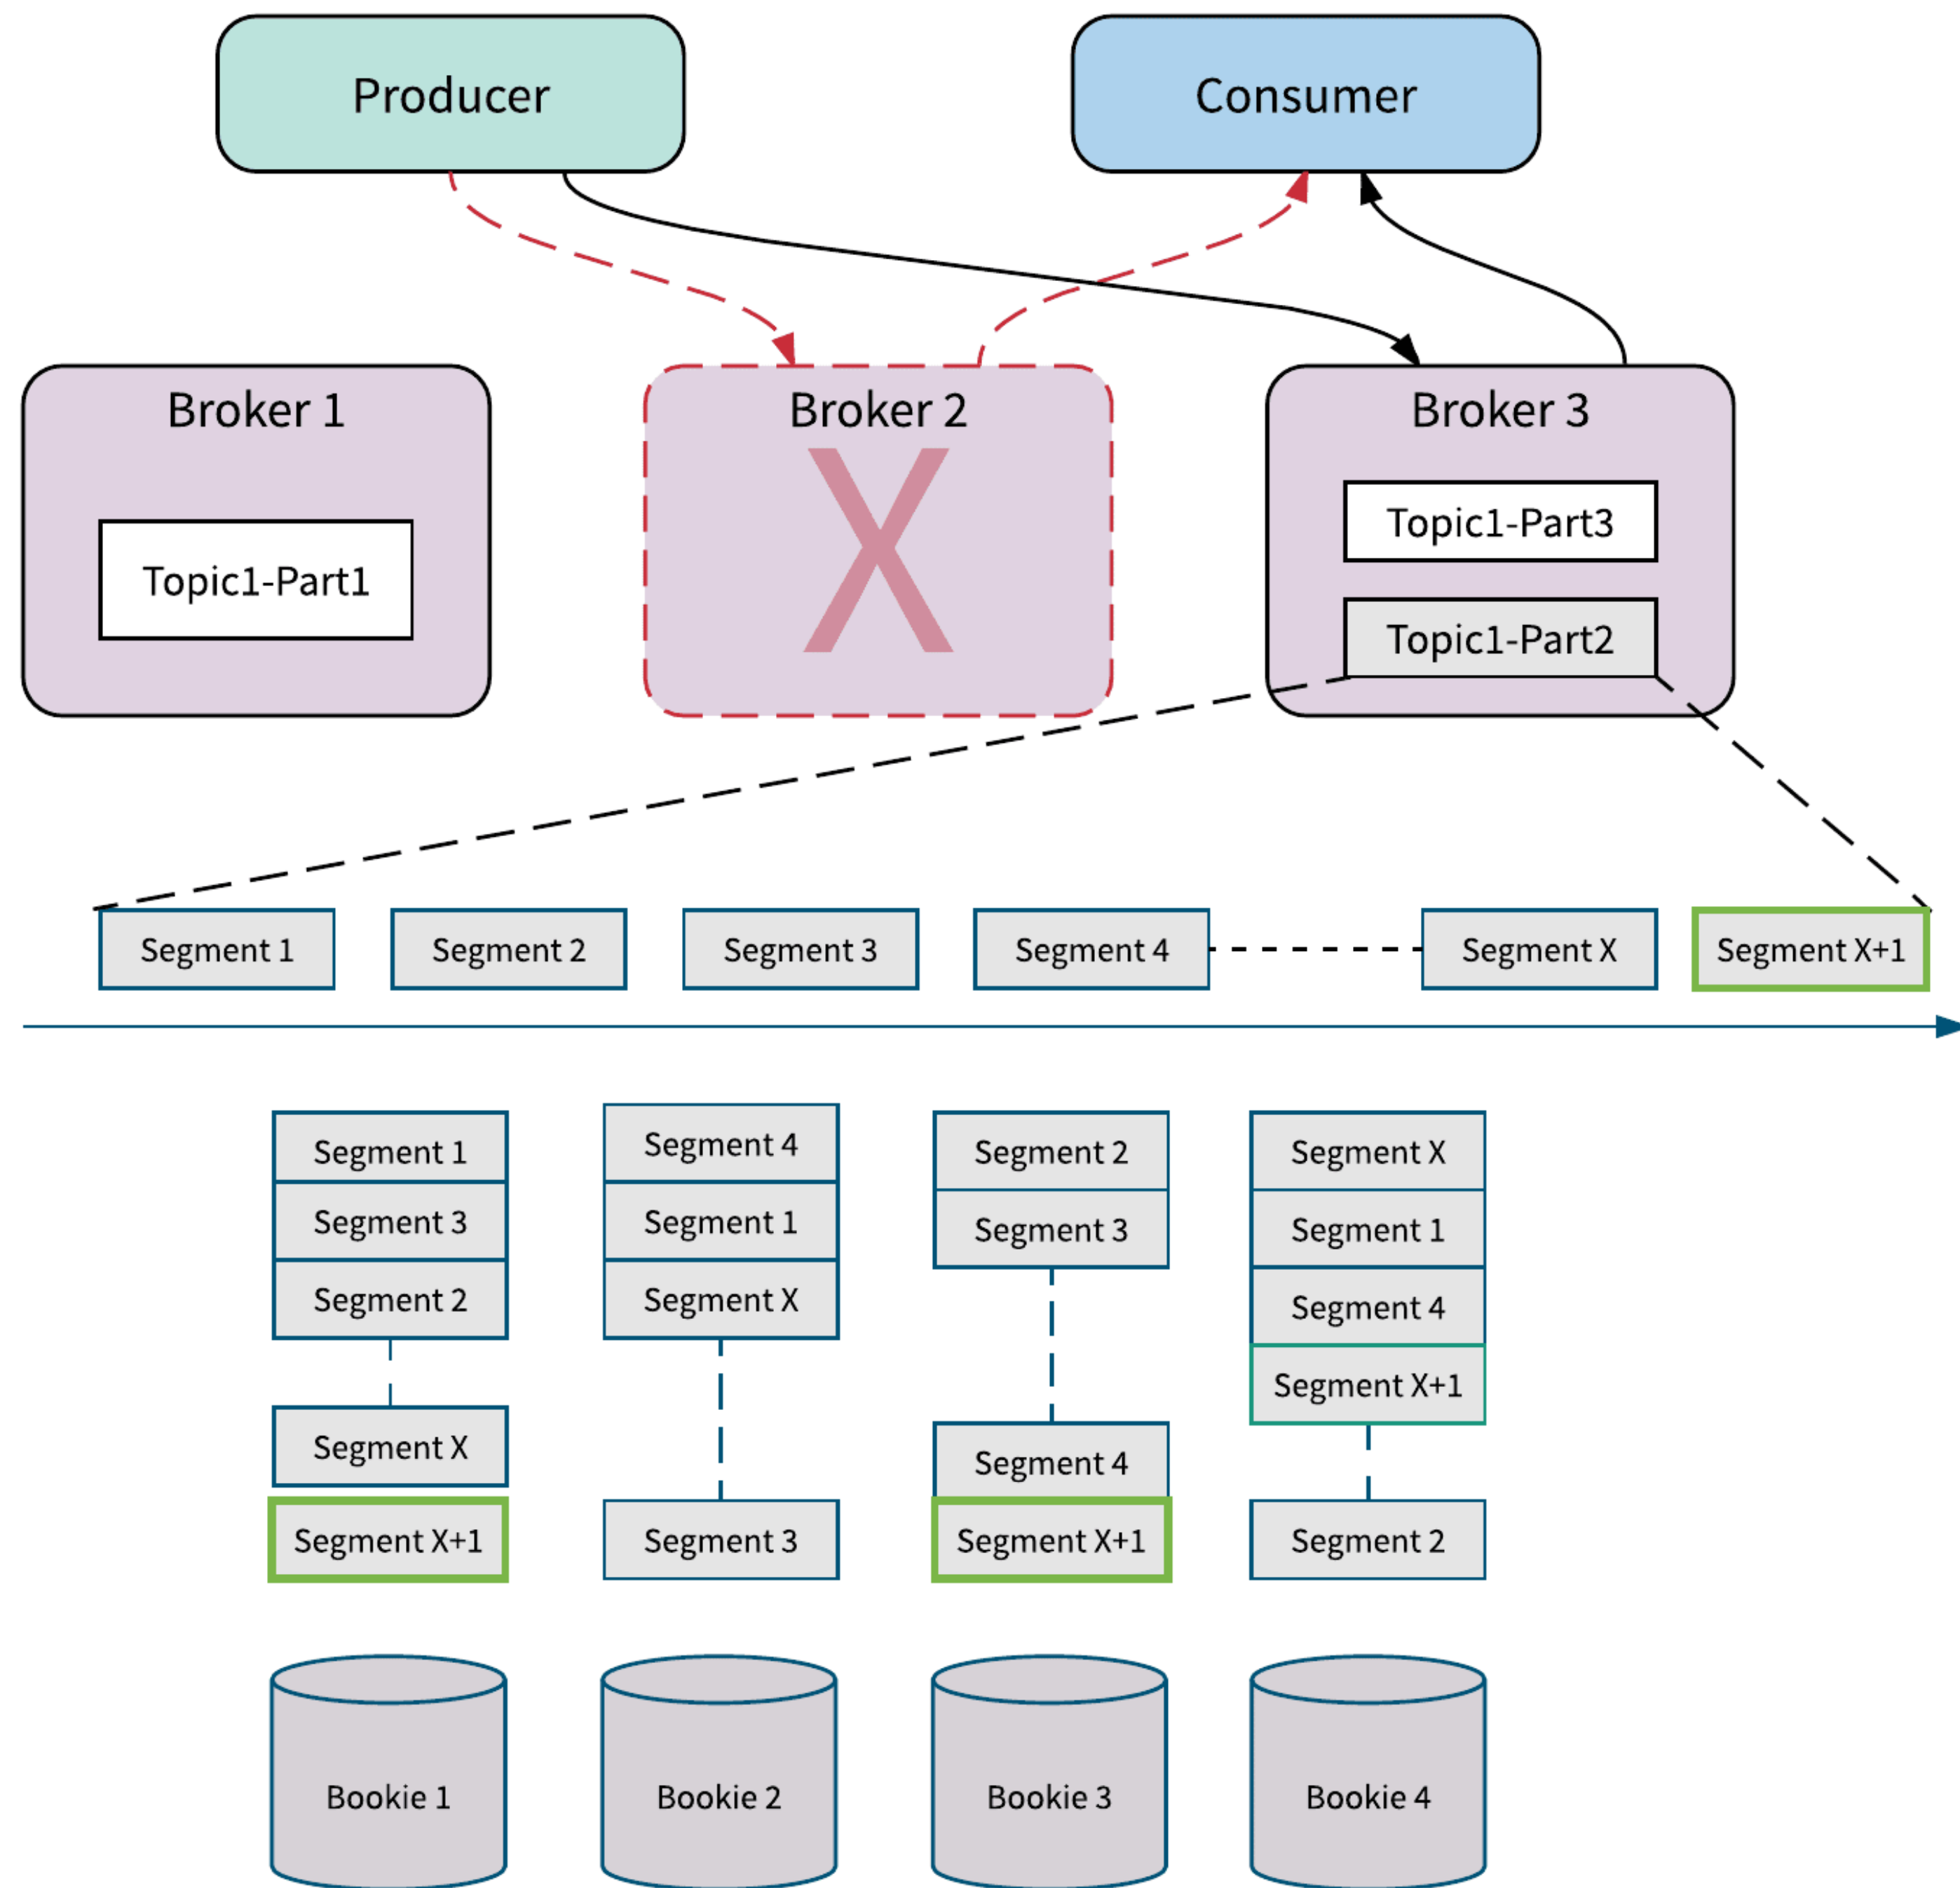 Producer
Consumer
Broker 1
Broker 2
Broker 3
X
Topic1-Part1
Topic1-Part3
Topic1-Part2
Segment 1
Segment 2
Segment 3
Segment 4
Segment X
Segment X+1
Segment 1
Segment 3
Segment 2
Segment X
Segment X+1
Segment 4
Segment 1
Segment X
Segment 3
Segment 2
Segment 3
Segment 4
Segment X+1
Segment X
Segment 1
Segment 4
Segment X+1
Segment 2
Bookie 1
Bookie 2
Bookie 3
Bookie 4